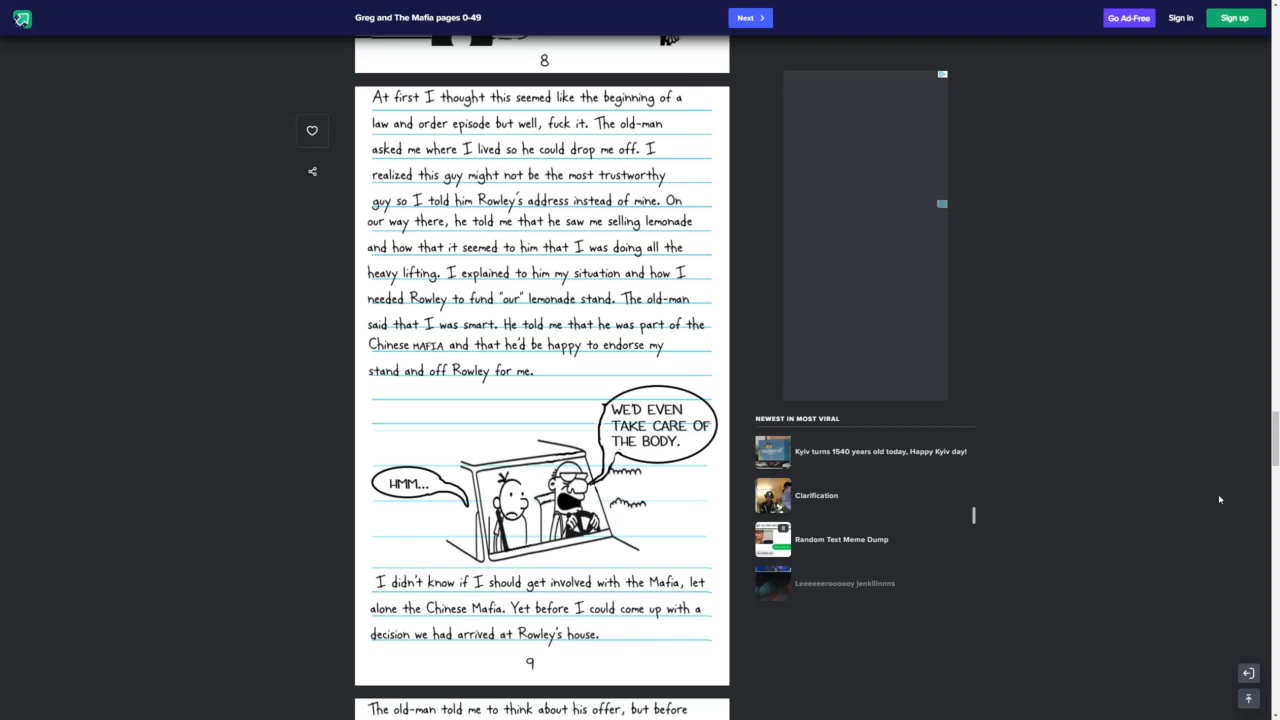 Greg and The Mafia pages 0-49
Next
Go Ad-Free
Sign in
Sign up
8
At first I thought this seemed like the beginning of a
law and order episode but well, fuck it. The old-man
asked me where I lived so he could drop me off. I
realized this guy might not be the most trustworthy
guy so I told him Rowley's address instead of mine. On
our way there, he told me that he saw me selling lemonade
and how that it seemed to him that I was doing all the
heavy lifting. I explained to him my situation and how I
needed Rowley to fund "our" lemonade stand. The old-man
said that I was smart. He told me that he was part of the
Chinese MAFIA and that he'd be happy to endorse my
stand and off Rowley for me.
WE'D EVEN
TAKE CARE OF
THE BODY.
HMM...
I didn't know if I should get involved with the Mafia, let
alone the Chinese Mafia. Yet before I could come up with a
decision we had arrived at Rowley's house.
9
The old-man told me to think about his offer, but before
NEWEST IN MOST VIRAL
Kyiv turns 1540 years old today, Happy Kyiv day!
Clarification
Random Text Meme Dump
Leeeeeroooooy jenkiiinnns